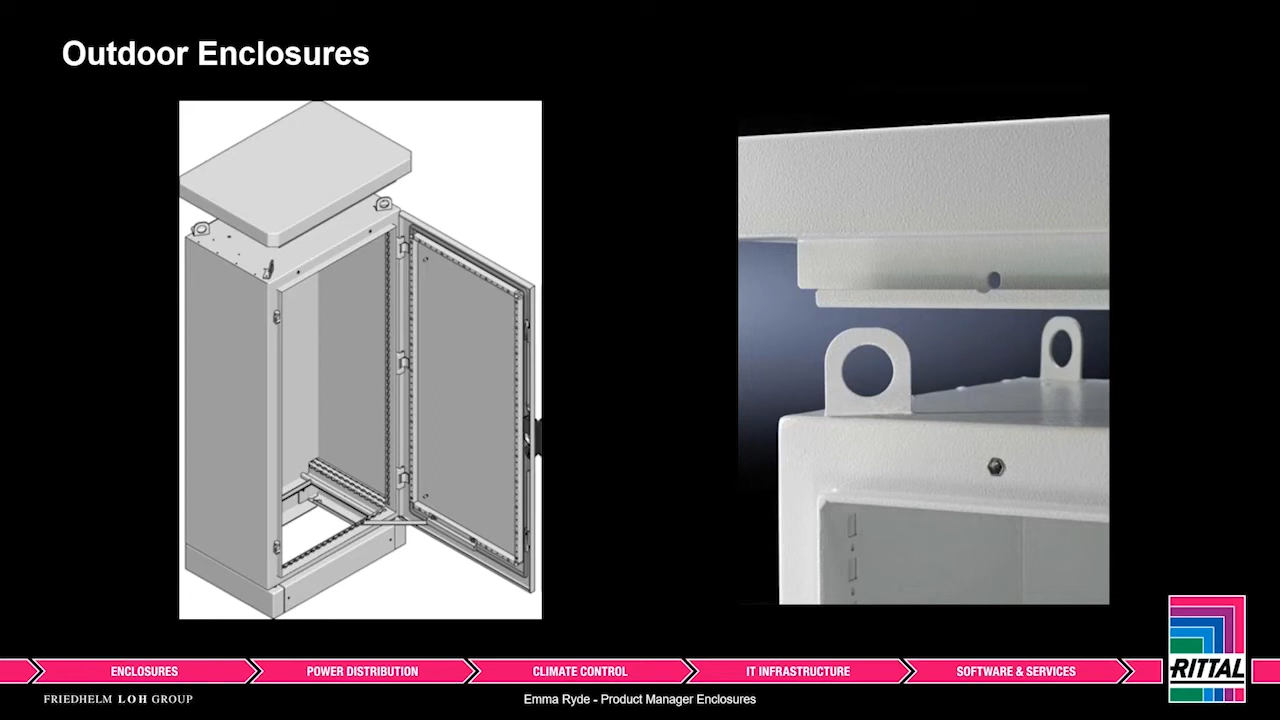 Outdoor Enclosures
ENCLOSURES
POWER DISTRIBUTION
CLIMATE CONTROL
IT INFRASTRUCTURE
SOFTWARE & SERVICES
RITTAL
FRIEDHELM LOH GROUP
Emma Ryde - Product Manager Enclosures